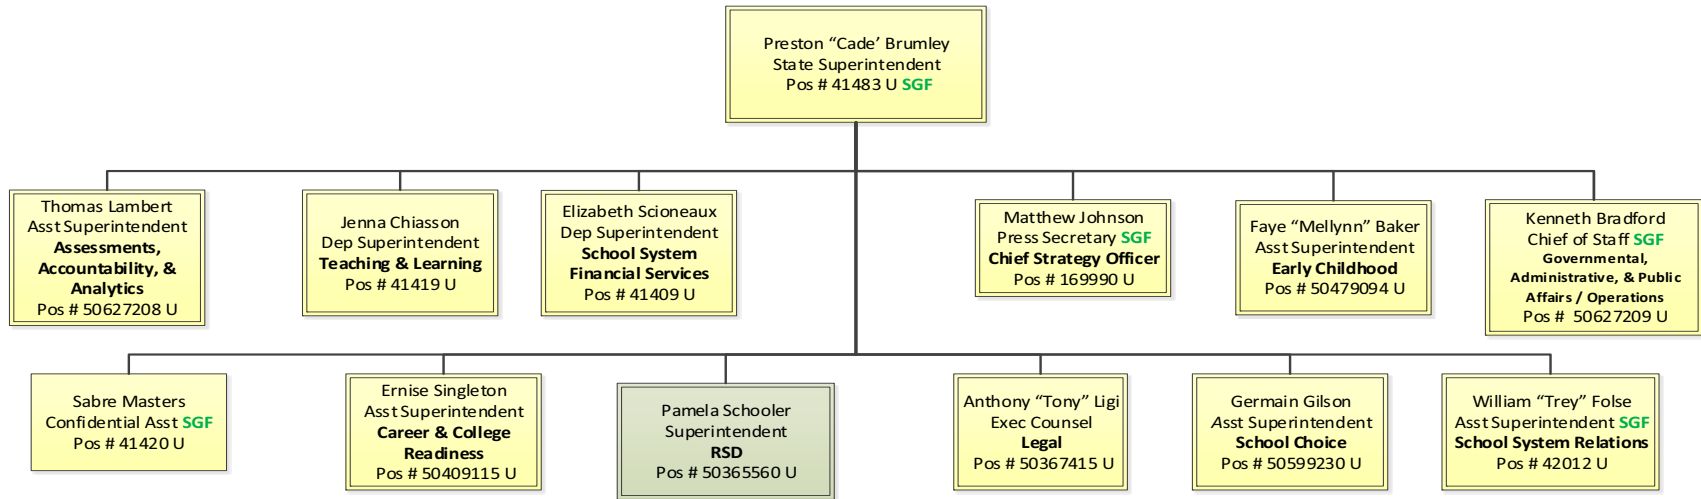 Preston “Cade’ Brumley
State Superintendent
Pos # 41483 U SGF
Thomas Lambert
Asst Superintendent
Assessments,
Accountability, &
Analytics
Pos # 50627208 U
Jenna Chiasson
Dep Superintendent
Teaching & Learning
Pos # 41419 U
Elizabeth Scioneaux
Dep Superintendent
School System
Financial Services
Pos # 41409 U
Matthew Johnson
Press Secretary SGF
Chief Strategy Officer
Pos # 169990 U
Faye “Mellynn” Baker
Asst Superintendent
Early Childhood
Pos # 50479094 U
Kenneth Bradford
Chief of Staff SGF
Governmental,
Administrative, & Public
Affairs / Operations
Pos # 50627209 U
Sabre Masters
Confidential Asst SGF
Pos # 41420 U
Ernise Singleton
Asst Superintendent
Career & College
Readiness
Pos # 50409115 U
Pamela Schooler
Superintendent
RSD
Pos # 50365560 U
Anthony “Tony” Ligi
Exec Counsel
Legal
Pos # 50367415 U
Germain Gilson
Asst Superintendent
School Choice
Pos # 50599230 U
William “Trey” Folse
Asst Superintendent SGF
School System Relations
Pos # 42012 U